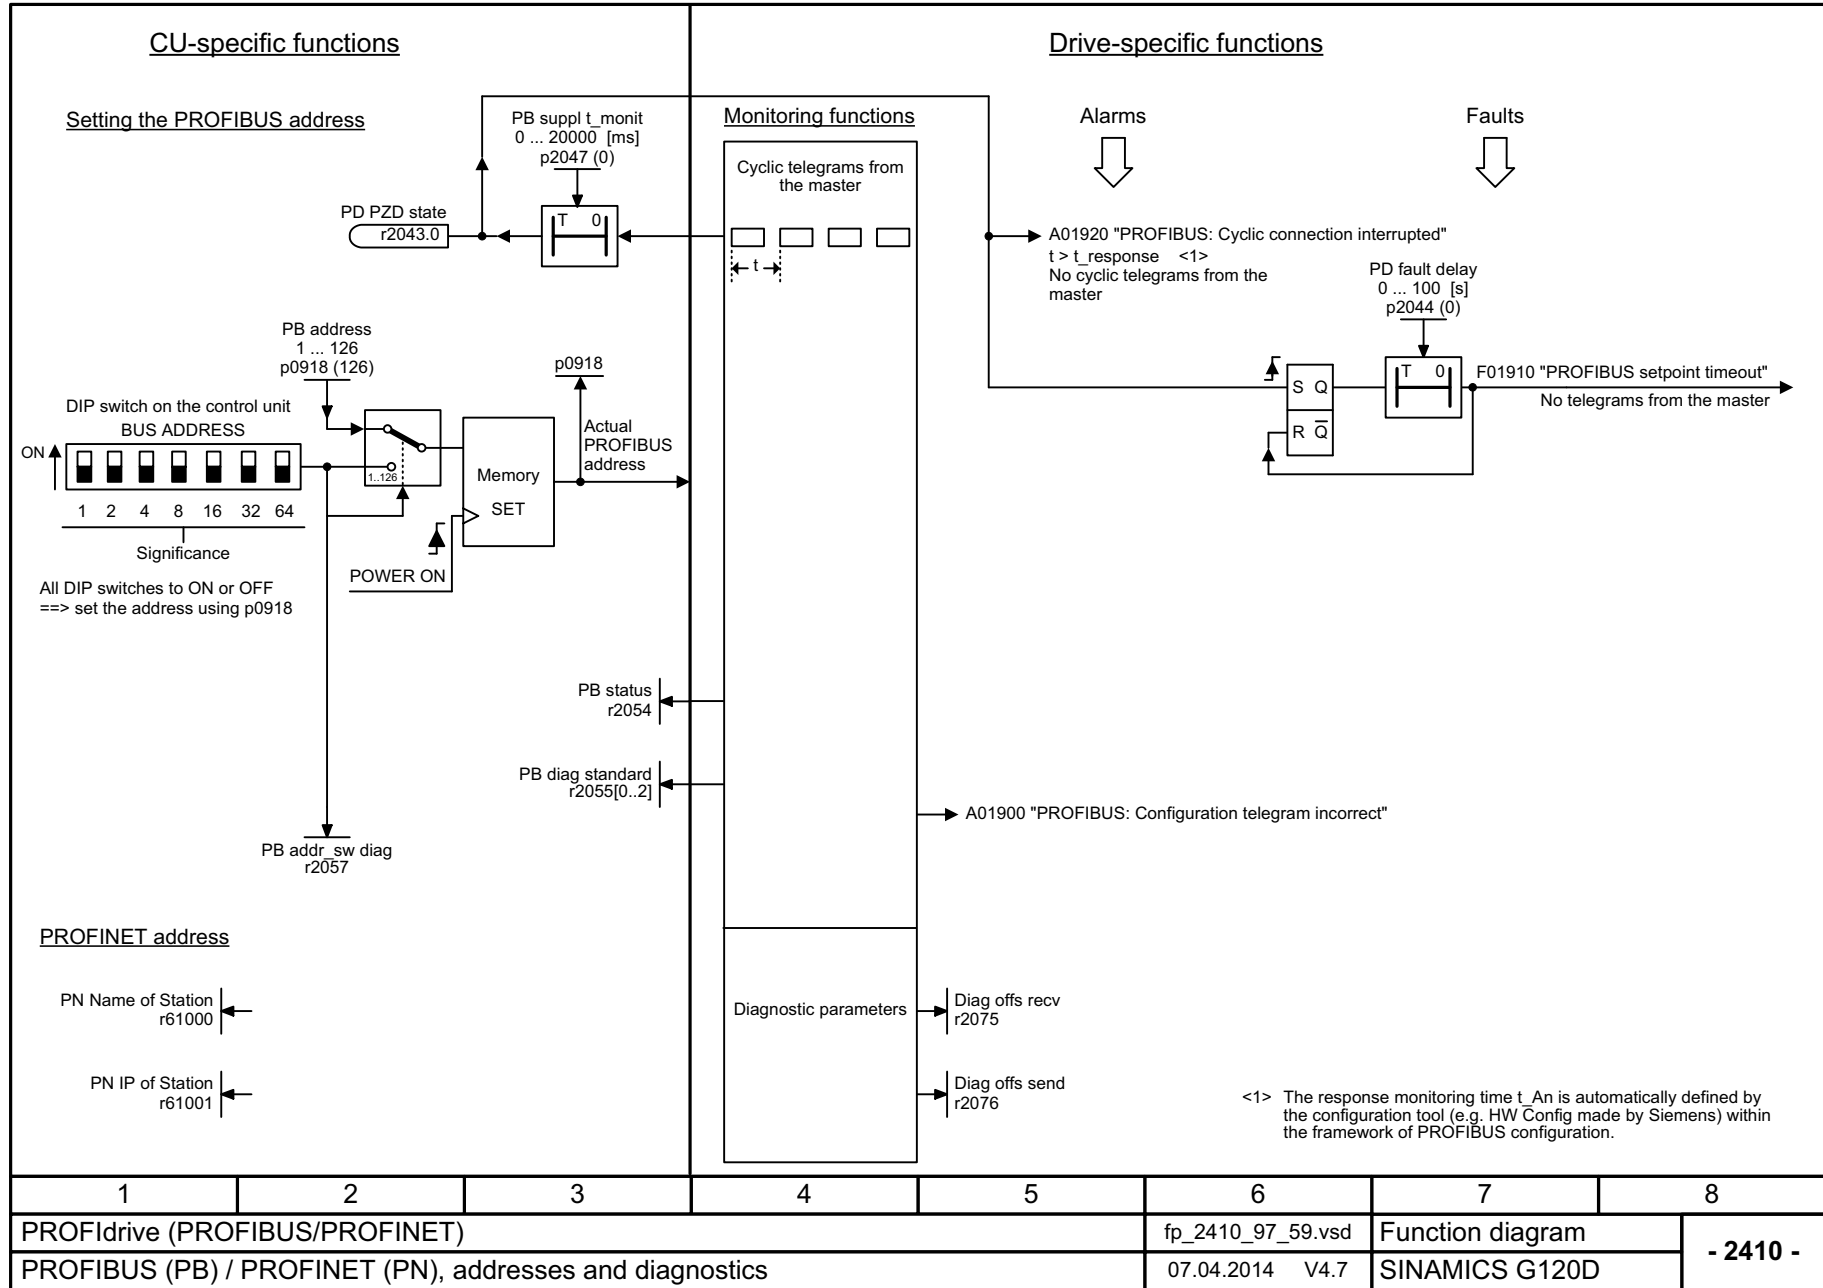 CU-specific functions
Drive-specific functions
Setting the PROFIBUS address
PB suppl t_monit
0 ... 20000 [ms]
p2047 (0)
Monitoring functions
Alarms
Faults
Cyclic telegrams from
the master
PD PZD state
r2043.0
T 0
t
A01920 "PROFIBUS: Cyclic connection interrupted"
t > t_response <1>
No cyclic telegrams from the
master
PD fault delay
0 ... 100 [s]
p2044 (0)
PB address
1 ... 126
p0918 (126)
p0918
DIP switch on the control unit
BUS ADDRESS
ON
1..126
Actual
PROFIBUS
address
Memory
SET
S Q
R Q̅
T 0
F01910 "PROFIBUS setpoint timeout"
No telegrams from the master
1 2 4 8 16 32 64
Significance
POWER ON
All DIP switches to ON or OFF
==> set the address using p0918
PB status
r2054
PB diag standard
r2055[0..2]
A01900 "PROFIBUS: Configuration telegram incorrect"
PB addr_sw diag
r2057
PROFINET address
PN Name of Station
r61000
Diagnostic parameters
Diag offs recv
r2075
PN IP of Station
r61001
Diag offs send
r2076
<1> The response monitoring time t_An is automatically defined by
the configuration tool (e.g. HW Config made by Siemens) within
the framework of PROFIBUS configuration.
1 2 3 4 5 6 7 8
PROFIdrive (PROFIBUS/PROFINET)
fp_2410_97_59.vsd
Function diagram
- 2410 -
PROFIBUS (PB) / PROFINET (PN), addresses and diagnostics
07.04.2014 V4.7
SINAMICS G120D